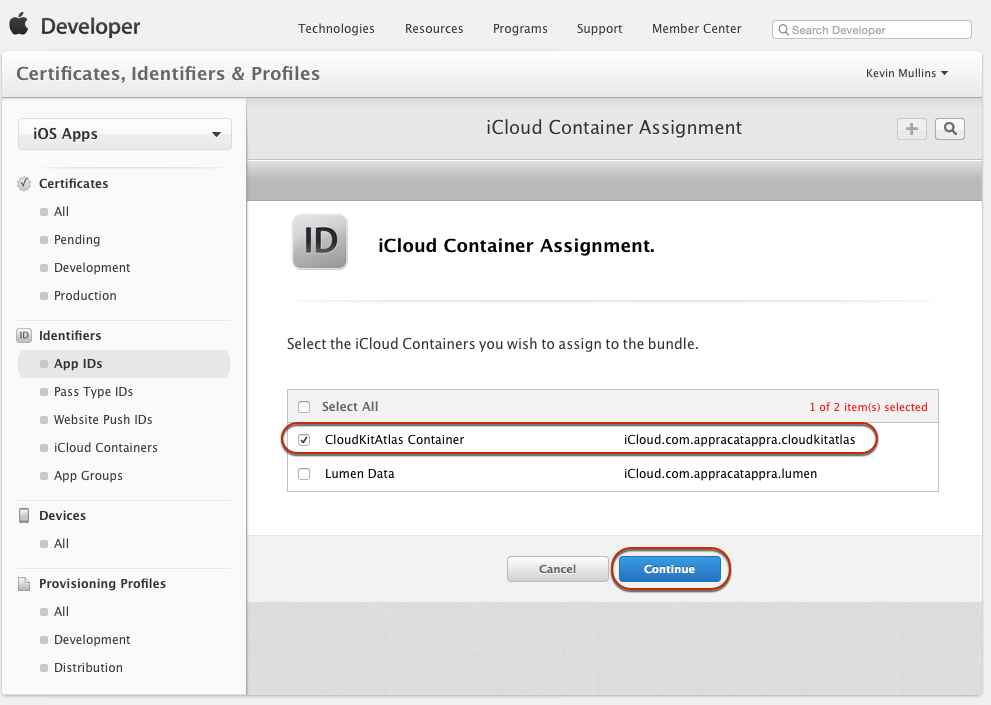 Developer
Technologies Resources Programs Support Member Center Search Developer
Certificates, Identifiers & Profiles
Kevin Mullins
iOS Apps
iCloud Container Assignment
Certificates
All
Pending
Development
Production
ID Identifiers
App IDs
Pass Type IDs
Website Push IDs
iCloud Containers
App Groups
Devices
All
Provisioning Profiles
All
Development
Distribution
ID iCloud Container Assignment.
Select the iCloud Containers you wish to assign to the bundle.
Select All 1 of 2 item(s) selected
CloudKitAtlas Container iCloud.com.appracatappra.cloudkitatlas
Lumen Data iCloud.com.appracatappra.lumen
Cancel Continue